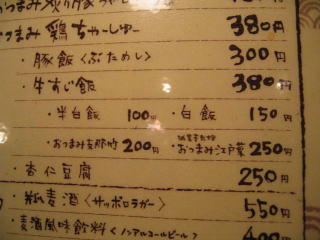 おつまみ 鶏ちゃーしゅー 380円
・豚飯〈ぶためし〉 300円
・牛すじ飯 380円
・半白飯 100円 ・白飯 150円
・おつまみ支那竹 200円 ・おつまみ江戸菜 250円
・杏仁豆腐 250円
・瓶麦酒〈サッポロラガー〉 550円
・麦酒風味飲料〈ノンアルコールビール〉 400円